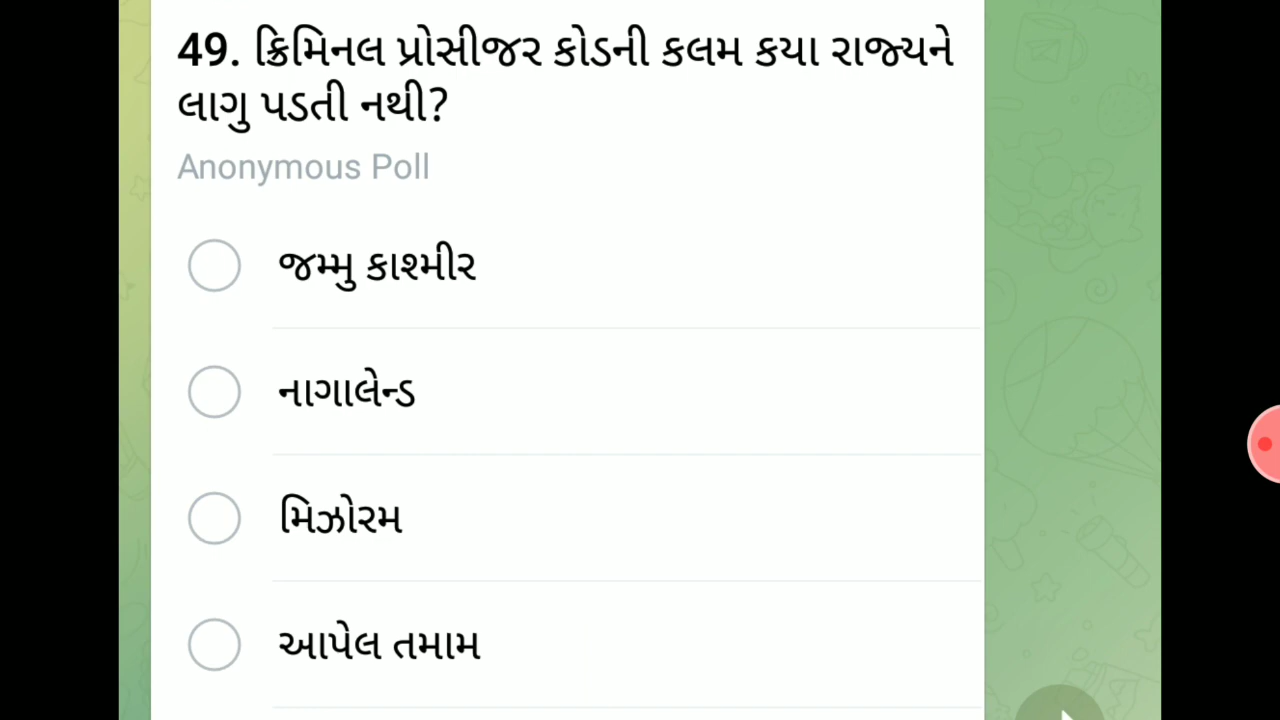 49. ક્રિમિનલ પ્રોસીજર કોડની કલમ કયા રાજ્યને
લાગુ પડતી નથી?
Anonymous Poll
જમ્મુ કાશ્મીર
નાગાલેન્ડ
મિઝોરમ
આપેલ તમામ